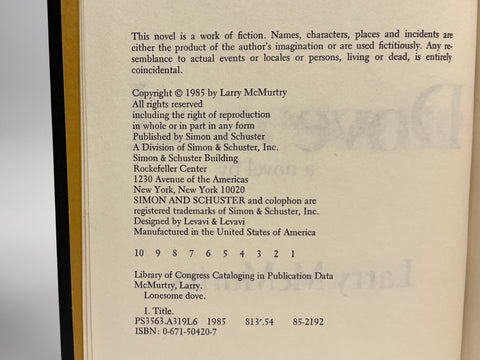 This novel is a work of fiction. Names, characters, places and incidents are
either the product of the author's imagination or are used fictitiously. Any re-
semblance to actual events or locales or persons, living or dead, is entirely
coincidental.
Copyright © 1985 by Larry McMurtry
All rights reserved
including the right of reproduction
in whole or in part in any form
Published by Simon and Schuster
A Division of Simon & Schuster, Inc.
Simon & Schuster Building
Rockefeller Center
1230 Avenue of the Americas
New York, New York 10020
SIMON AND SCHUSTER and colophon are
registered trademarks of Simon & Schuster, Inc.
Designed by Levavi & Levavi
Manufactured in the United States of America
10 9 8 7 6 5 4 3 2 1
Library of Congress Cataloging in Publication Data
McMurtry, Larry.
Lonesome dove.
I. Title.
PS3563.A319L6 1985 813'.54 85-2192
ISBN: 0-671-50420-7